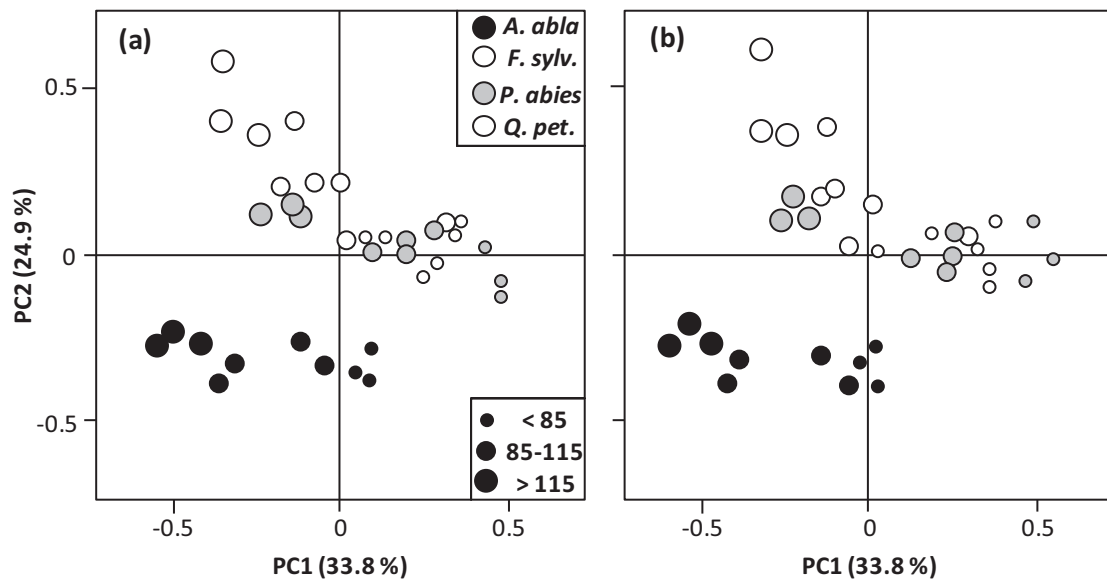 (a)
A. abla
F. sylv.
P. abies
Q. pet.
< 85
85-115
> 115
0.5
0
-0.5
PC2 (24.9 %)
-0.5 0 0.5
PC1 (33.8 %)
(b)
-0.5 0 0.5
PC1 (33.8 %)